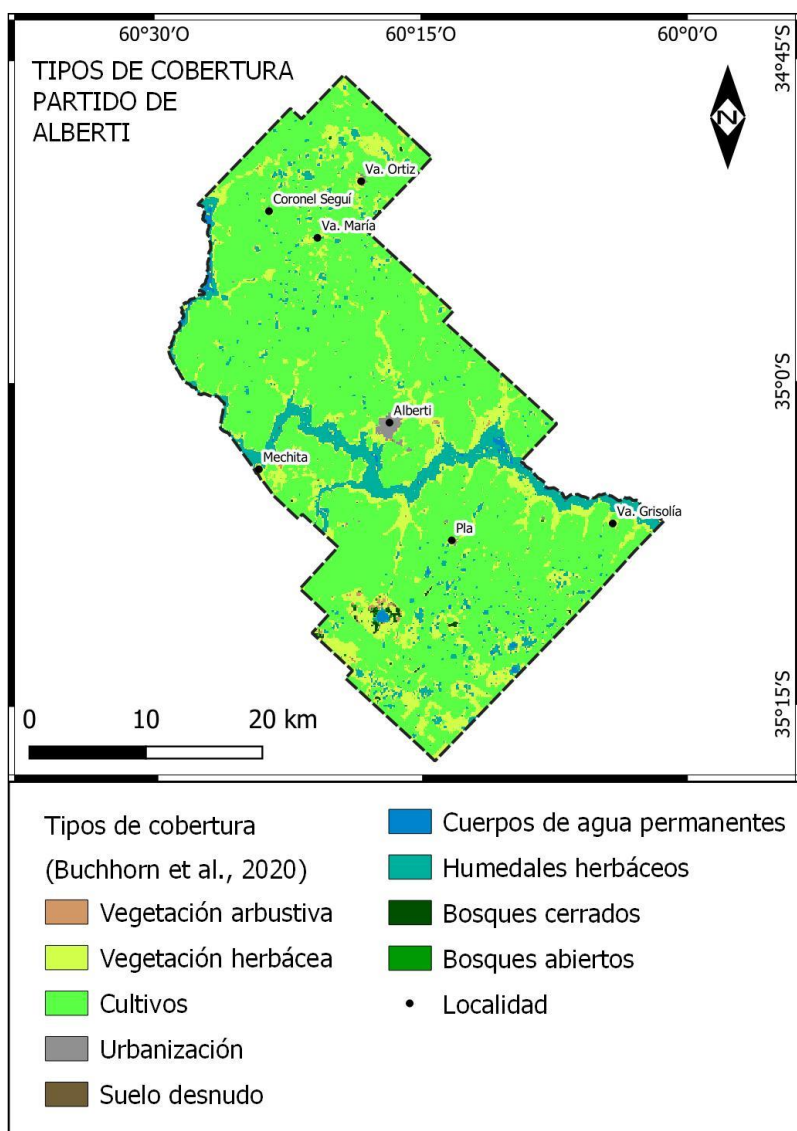 60°30′O 60°15′O 60°0′O
34°45′S
TIPOS DE COBERTURA
PARTIDO DE
ALBERTI
N
Va. Ortiz
Coronel Seguí
Va. María
35°0′S
Alberti
Mechita
Va. Grisolía
Pla
35°15′S
0 10 20 km
Tipos de cobertura
(Buchhorn et al., 2020)
Vegetación arbustiva
Vegetación herbácea
Cultivos
Urbanización
Suelo desnudo
Cuerpos de agua permanentes
Humedales herbáceos
Bosques cerrados
Bosques abiertos
Localidad